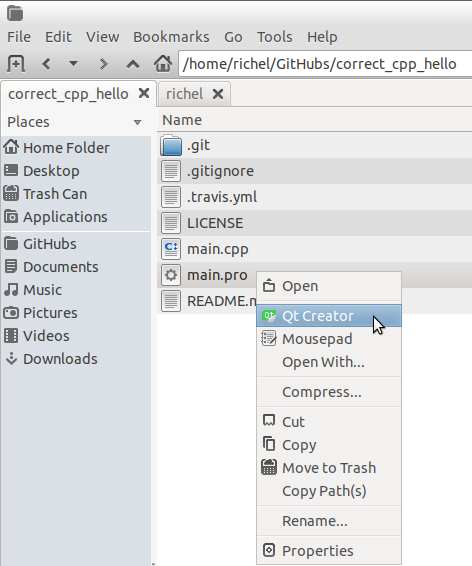 File Edit View Bookmarks Go Tools Help
/home/richel/GitHubs/correct_cpp_hello
correct_cpp_hello richel
Places
Name
Home Folder
Desktop
Trash Can
Applications
GitHubs
Documents
Music
Pictures
Videos
Downloads
.git
.gitignore
.travis.yml
LICENSE
main.cpp
main.pro
README.m
Open
Qt Creator
Mousepad
Open With...
Compress...
Cut
Copy
Move to Trash
Copy Path(s)
Rename...
Properties